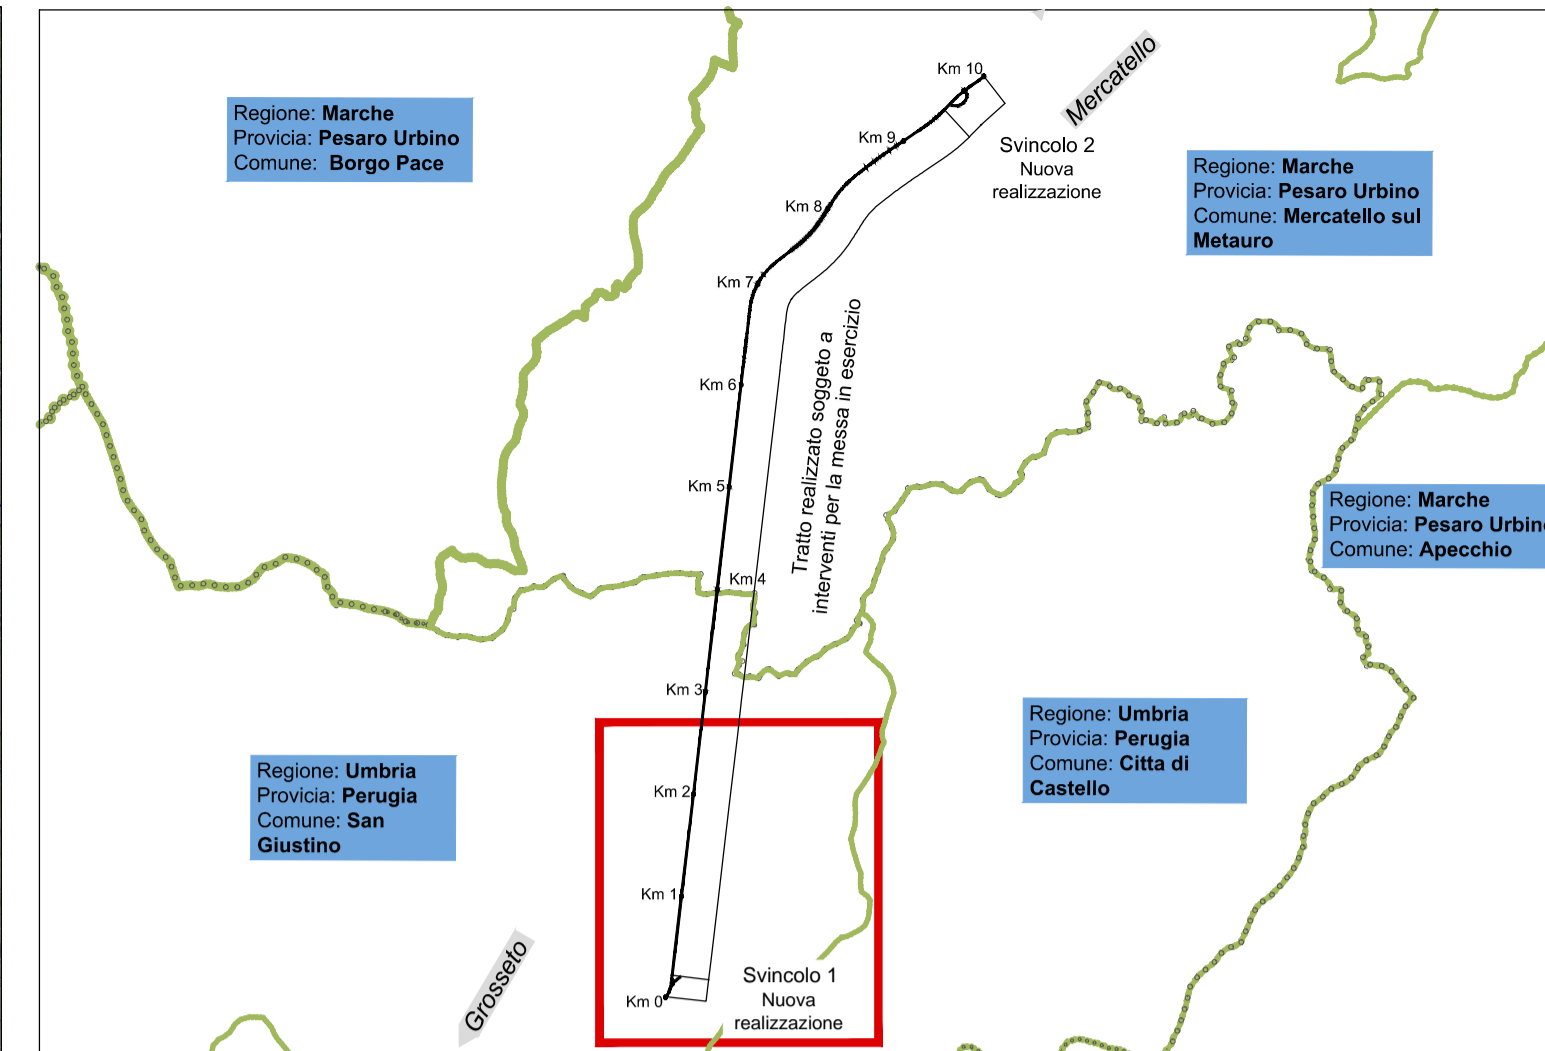 Km 10
Mercatello
Regione: Marche
Provicia: Pesaro Urbino
Comune: Borgo Pace
Km 9
Svincolo 2
Nuova
realizzazione
Regione: Marche
Provicia: Pesaro Urbino
Comune: Mercatello sul
Metauro
Km 8
Km 7
Tratto realizzato soggeto a
interventi per la messa in esercizio
Km 6
Km 5
Regione: Marche
Provicia: Pesaro Urbino
Comune: Apecchio
Km 4
Km 3
Regione: Umbria
Provicia: Perugia
Comune: Citta di
Castello
Regione: Umbria
Provicia: Perugia
Comune: San
Giustino
Km 2
Km 1
Grosseto
Svincolo 1
Nuova
realizzazione
Km 0